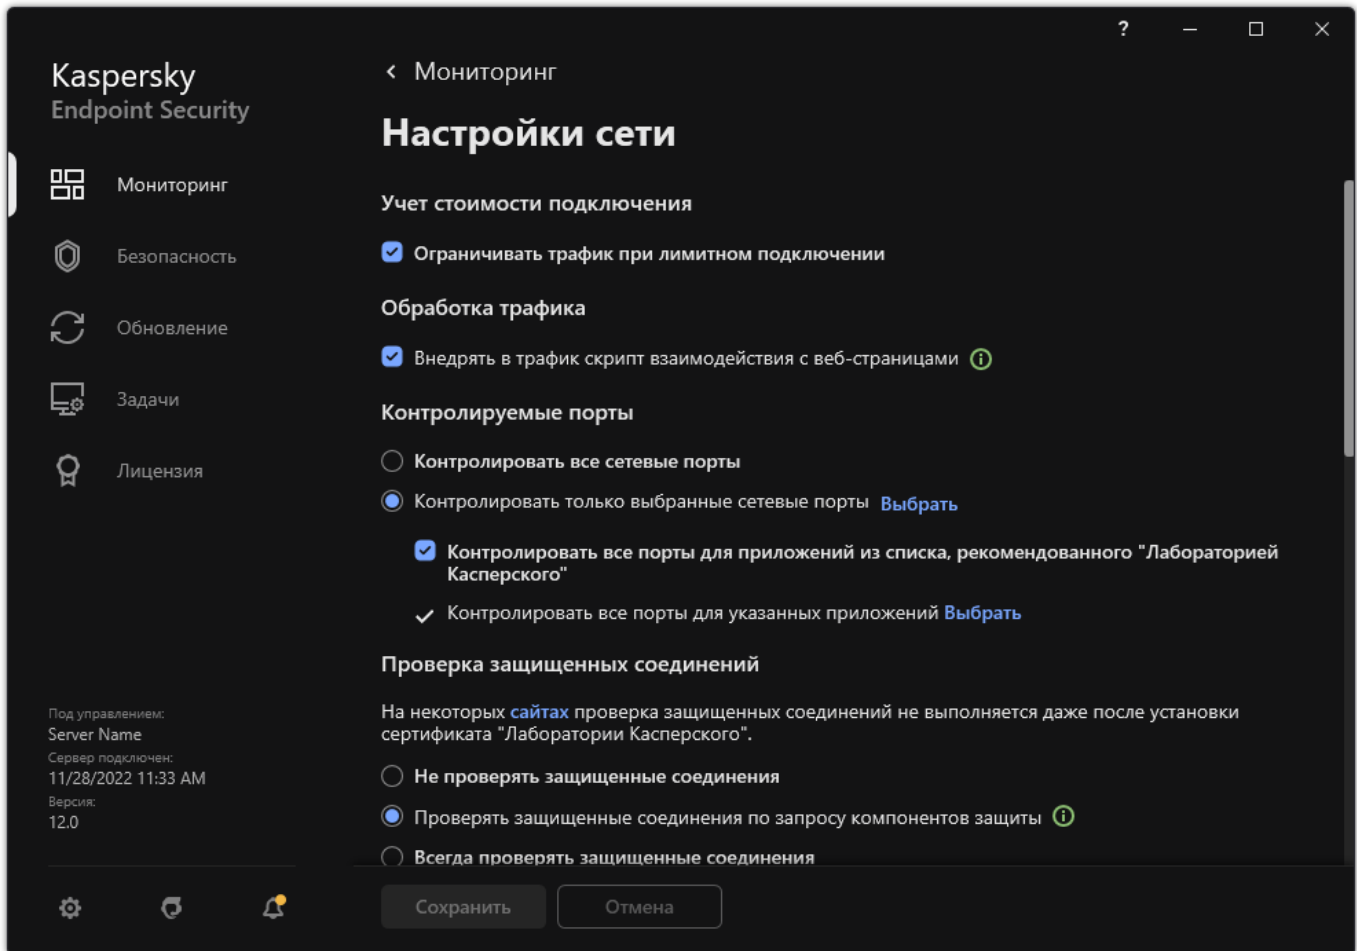 ?
Kaspersky
Endpoint Security
Мониторинг
Безопасность
Обновление
Задачи
Лицензия
Под управлением:
Server Name
Сервер подключен:
11/28/2022 11:33 AM
Версия:
12.0
Мониторинг
Настройки сети
Учет стоимости подключения
Ограничивать трафик при лимитном подключении
Обработка трафика
Внедрять в трафик скрипт взаимодействия с веб-страницами
Контролируемые порты
Контролировать все сетевые порты
Контролировать только выбранные сетевые порты Выбрать
Контролировать все порты для приложений из списка, рекомендованного "Лабораторией
Касперского"
Контролировать все порты для указанных приложений Выбрать
Проверка защищенных соединений
На некоторых сайтах проверка защищенных соединений не выполняется даже после установки
сертификата "Лаборатории Касперского".
Не проверять защищенные соединения
Проверять защищенные соединения по запросу компонентов защиты
Всегда проверять защищенные соединения
Сохранить
Отмена